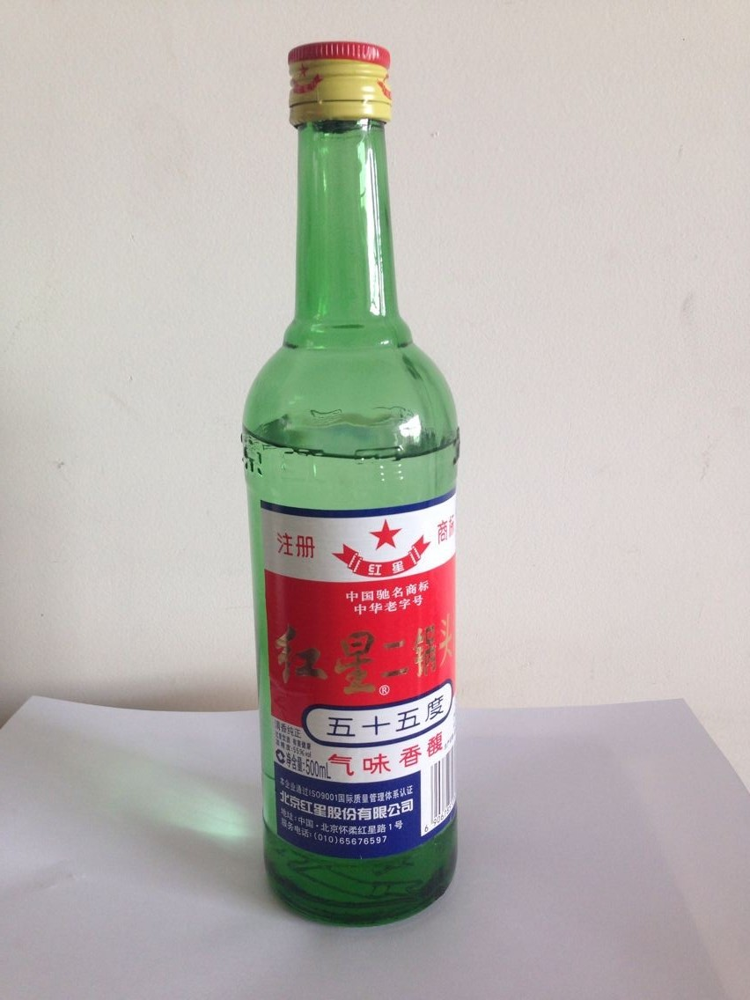 注册
商标
红星
中国驰名商标
中华老字号
红星二锅头
®
五十五度
气味香馥
清香纯正
净含量:500mL
本企业通过ISO9001国际质量管理体系认证
北京红星股份有限公司
地址:中国·北京怀柔红星路1号
服务电话:(010)65676597